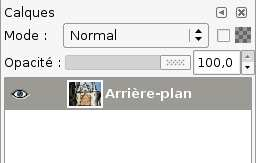 Calques
Mode : Normal
Opacité : 100,0
Arrière-plan